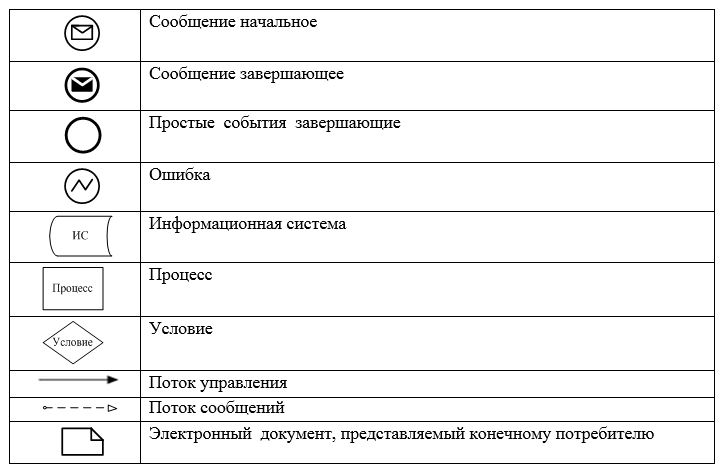 Сообщение начальное
Сообщение завершающее
Простые события завершающие
Ошибка
ИС
Информационная система
Процесс
Процесс
Условие
Условие
Поток управления
Поток сообщений
Электронный документ, представляемый конечному потребителю